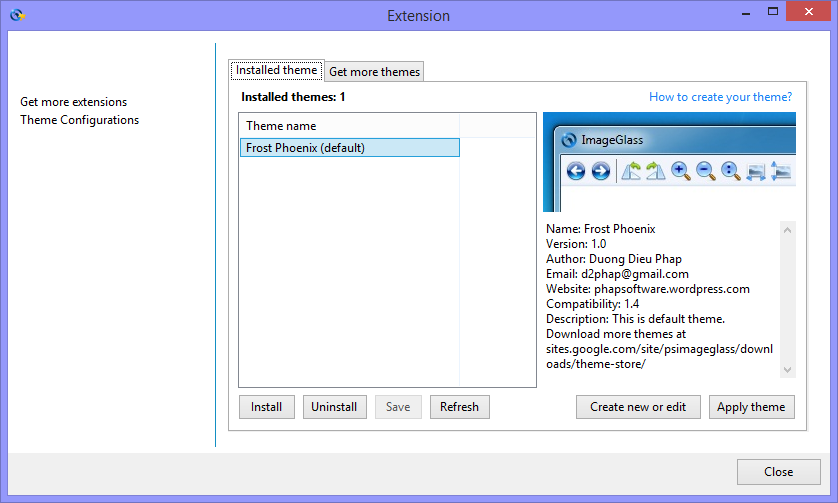 Extension
Get more extensions
Theme Configurations
Installed theme
Get more themes
Installed themes: 1
How to create your theme?
Theme name
Frost Phoenix (default)
ImageGlass
Name: Frost Phoenix
Version: 1.0
Author: Duong Dieu Phap
Email: d2phap@gmail.com
Website: phapsoftware.wordpress.com
Compatibility: 1.4
Description: This is default theme.
Download more themes at
sites.google.com/site/psimageglass/downl
oads/theme-store/
Install
Uninstall
Save
Refresh
Create new or edit
Apply theme
Close